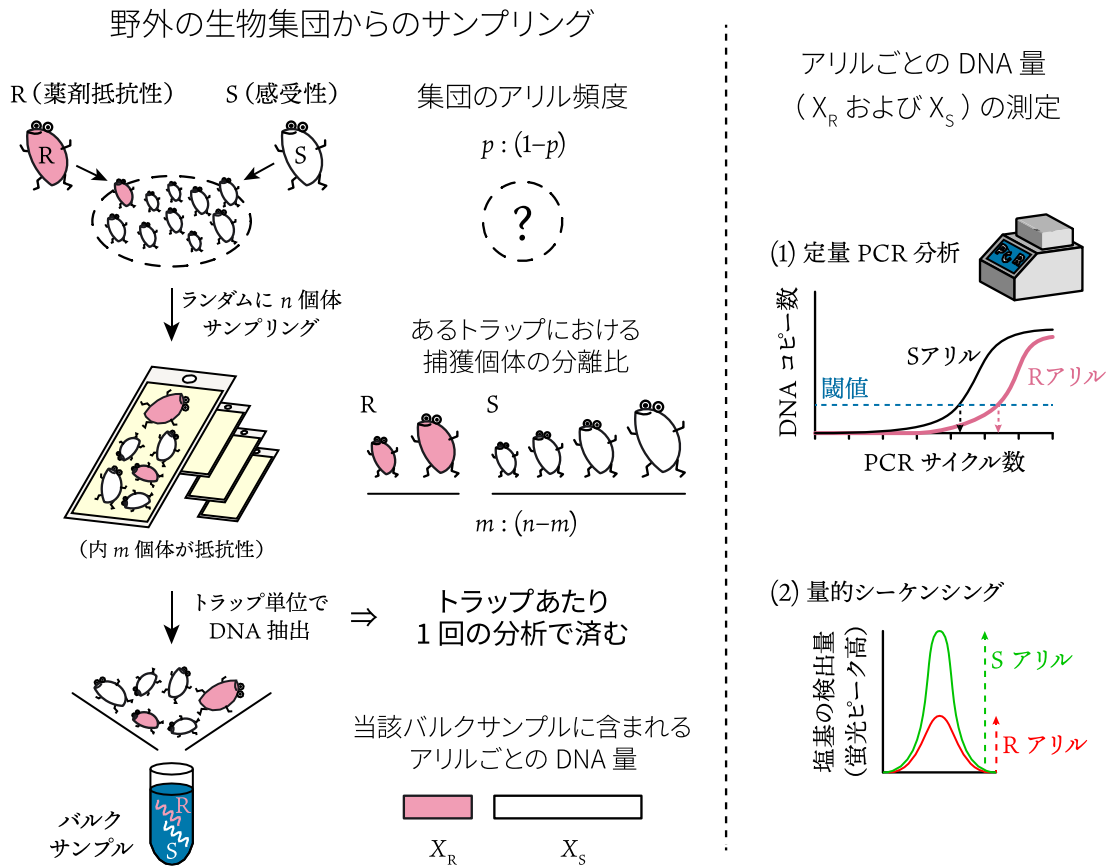 野外の生物集団からのサンプリング
R（薬剤抵抗性）
S（感受性）
R
S
集団のアリル頻度
p : (1−p)
?
ランダムに n 個体
サンプリング
あるトラップにおける
捕獲個体の分離比
R
S
m : (n−m)
（内 m 個体が抵抗性）
トラップ単位で
DNA 抽出
⇒
トラップあたり
1 回の分析で済む
当該バルクサンプルに含まれる
アリルごとの DNA 量
バルク
サンプル
R
S
XR
XS
アリルごとの DNA 量
（ XR および XS ）の測定
(1) 定量 PCR 分析
DNA コピー数
Sアリル
Rアリル
閾値
PCR サイクル数
(2) 量的シーケンシング
塩基の検出量
(蛍光ピーク高)
S アリル
R アリル